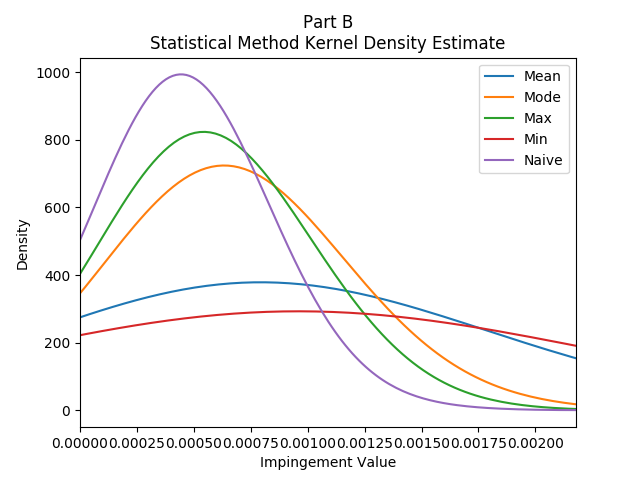 Part B
Statistical Method Kernel Density Estimate
1000
800
600
400
200
0
Density
Mean
Mode
Max
Min
Naive
0.00000 0.00025 0.00050 0.00075 0.00100 0.00125 0.00150 0.00175 0.00200
Impingement Value